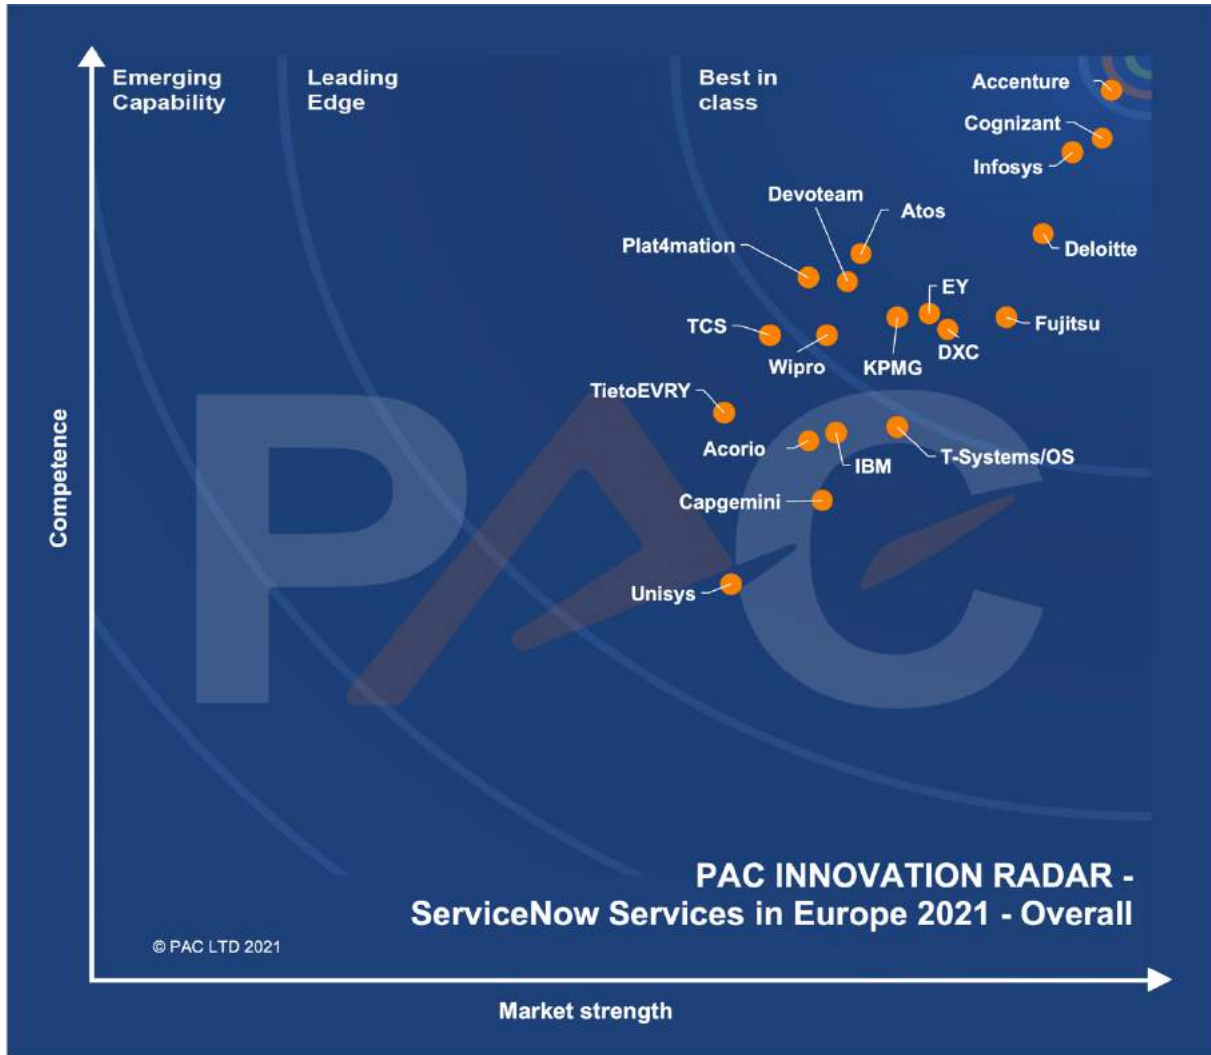 Emerging
Capability
Leading
Edge
Best in
class
Accenture
Cognizant
Infosys
Devoteam
Atos
Plat4mation
Deloitte
EY
TCS
Fujitsu
Wipro
KPMG
DXC
TietoEVRY
Acorio
IBM
T-Systems/OS
Capgemini
Unisys
Competence
PAC
PAC INNOVATION RADAR -
ServiceNow Services in Europe 2021 - Overall
© PAC LTD 2021
Market strength